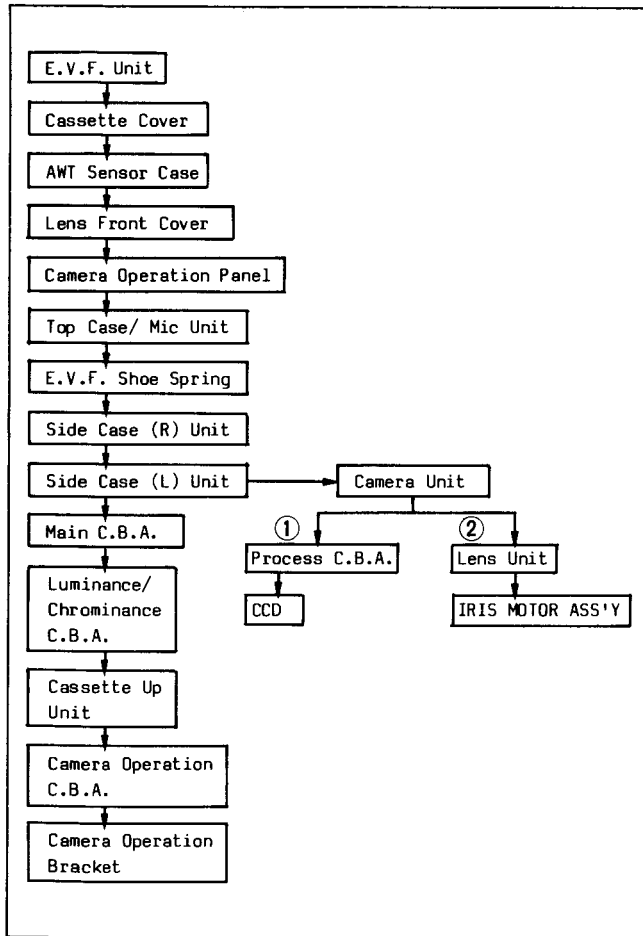 E.V.F. Unit
Cassette Cover
AWT Sensor Case
Lens Front Cover
Camera Operation Panel
Top Case/ Mic Unit
E.V.F. Shoe Spring
Side Case (R) Unit
Side Case (L) Unit
Camera Unit
Main C.B.A.
①
②
Process C.B.A.
Lens Unit
Luminance/
Chrominance
C.B.A.
CCD
IRIS MOTOR ASS'Y
Cassette Up
Unit
Camera Operation
C.B.A.
Camera Operation
Bracket